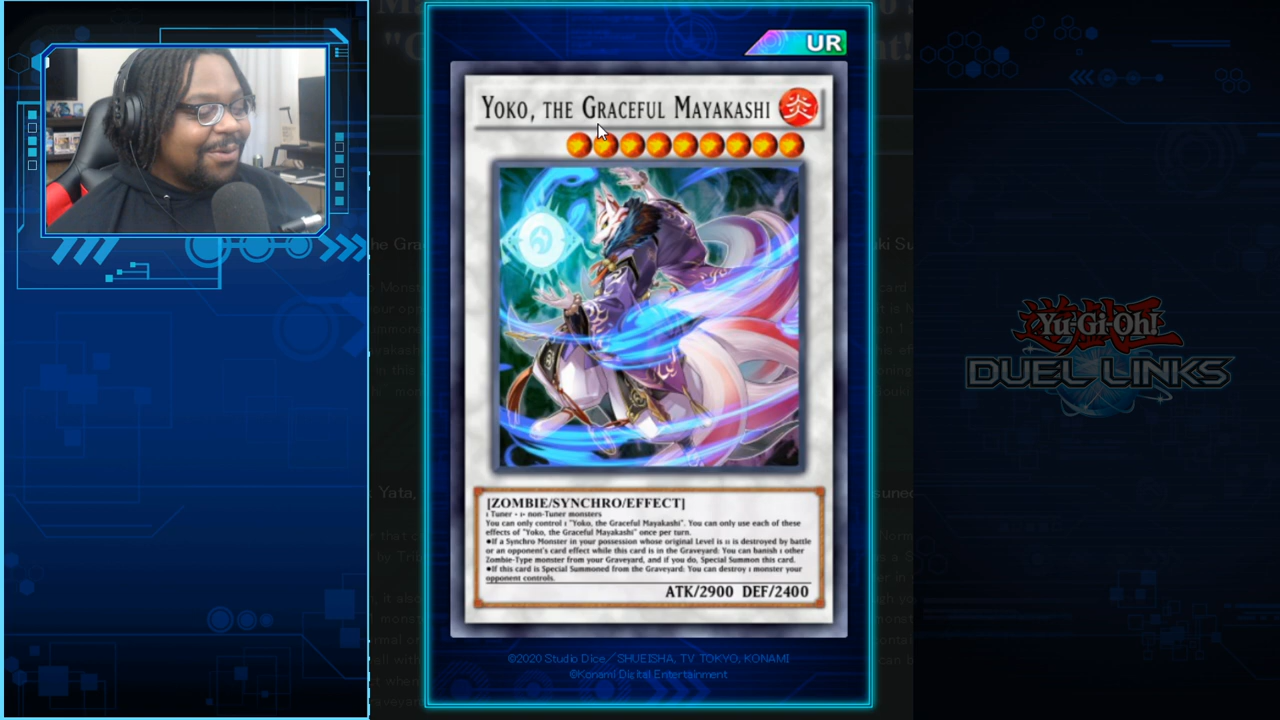 UR
YOKO, THE GRACEFUL MAYAKASHI 炎
[ZOMBIE/SYNCHRO/EFFECT]
1 Tuner + 1+ non-Tuner monsters
You can only control 1 "Yoko, the Graceful Mayakashi". You can only use each of these
effects of "Yoko, the Graceful Mayakashi" once per turn.
●If a Synchro Monster in your possession whose original Level is 11 is destroyed by battle
or an opponent's card effect while this card is in the Graveyard: You can banish 1 other
Zombie-Type monster from your Graveyard, and if you do, Special Summon this card.
●If this card is Special Summoned from the Graveyard: You can destroy 1 monster your
opponent controls.
ATK/2900 DEF/2400
©2020 Studio Dice／SHUEISHA, TV TOKYO, KONAMI
©Konami Digital Entertainment
Yu-Gi-Oh!
DUEL LINKS